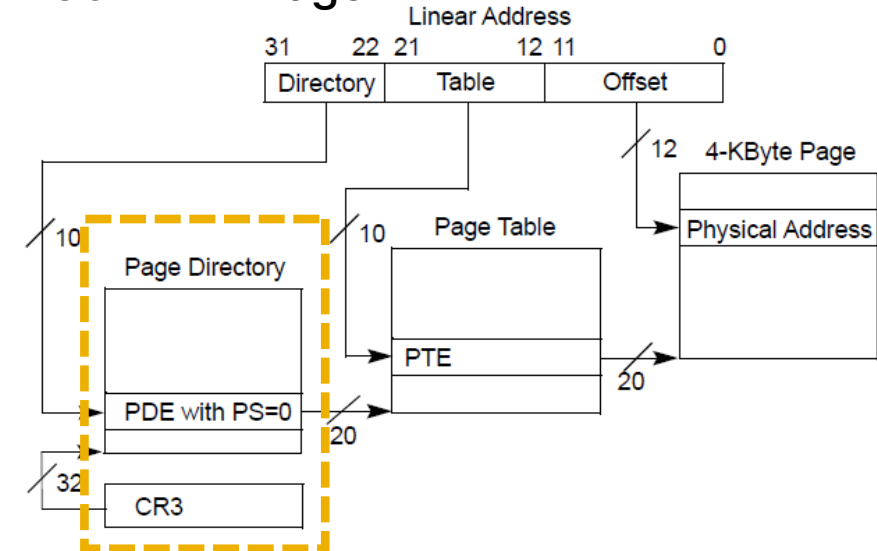 Linear Address
31 22 21 12 11 0
Directory Table Offset
12 4-KByte Page
Physical Address
10 10 Page Table
Page Directory
PTE
20
PDE with PS=0
20
32
CR3